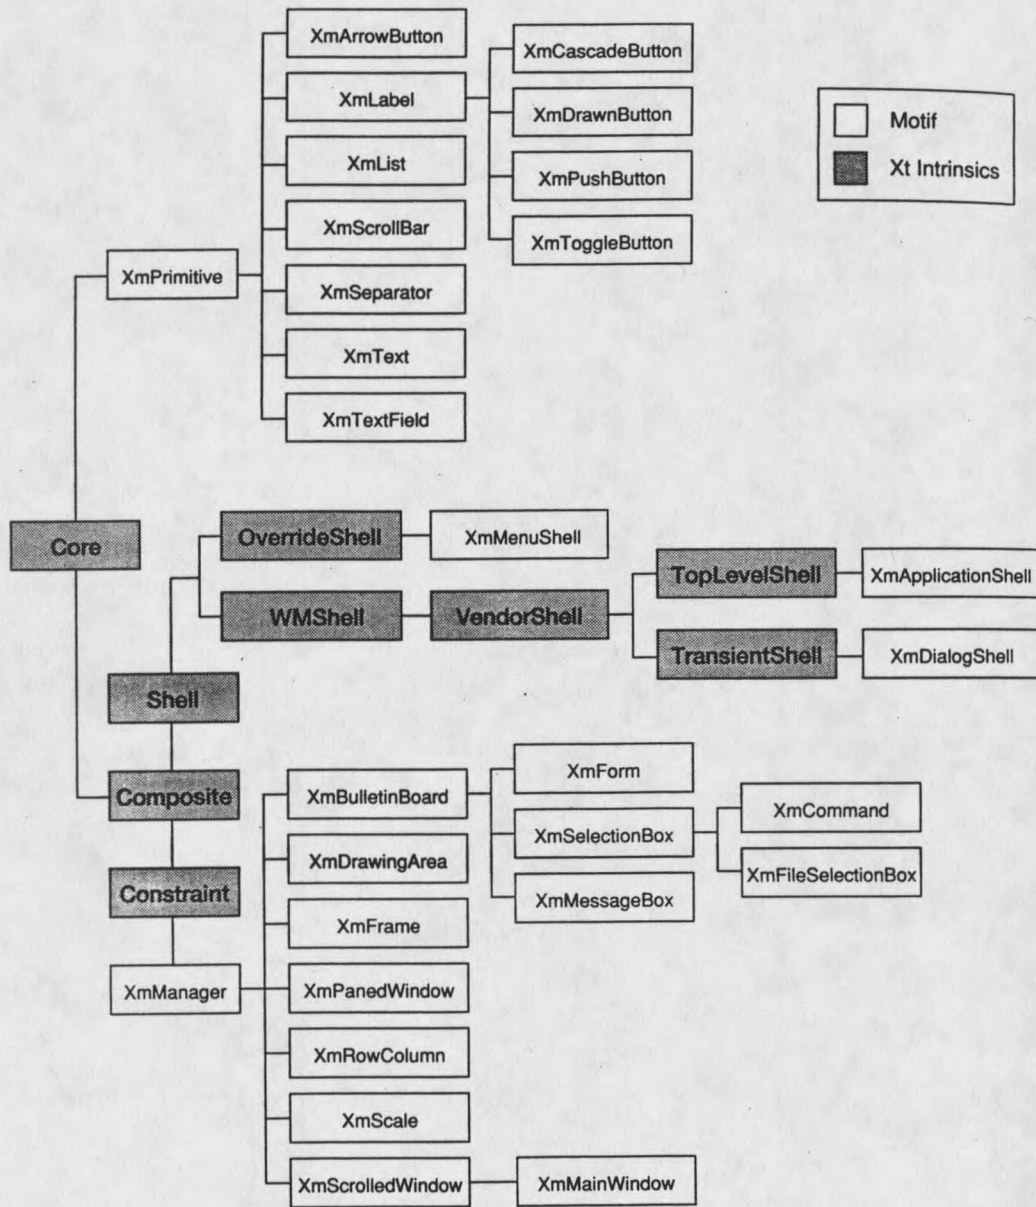 XmArrowButton
XmLabel
XmList
XmScrollBar
XmSeparator
XmText
XmTextField
XmPrimitive
XmCascadeButton
XmDrawnButton
XmPushButton
XmToggleButton
Motif
Xt Intrinsics
Core
OverrideShell
XmMenuShell
WMShell
VendorShell
TopLevelShell
XmApplicationShell
TransientShell
XmDialogShell
Shell
Composite
Constraint
XmManager
XmBulletinBoard
XmDrawingArea
XmFrame
XmPanedWindow
XmRowColumn
XmScale
XmScrolledWindow
XmForm
XmSelectionBox
XmMessageBox
XmCommand
XmFileSelectionBox
XmMainWindow